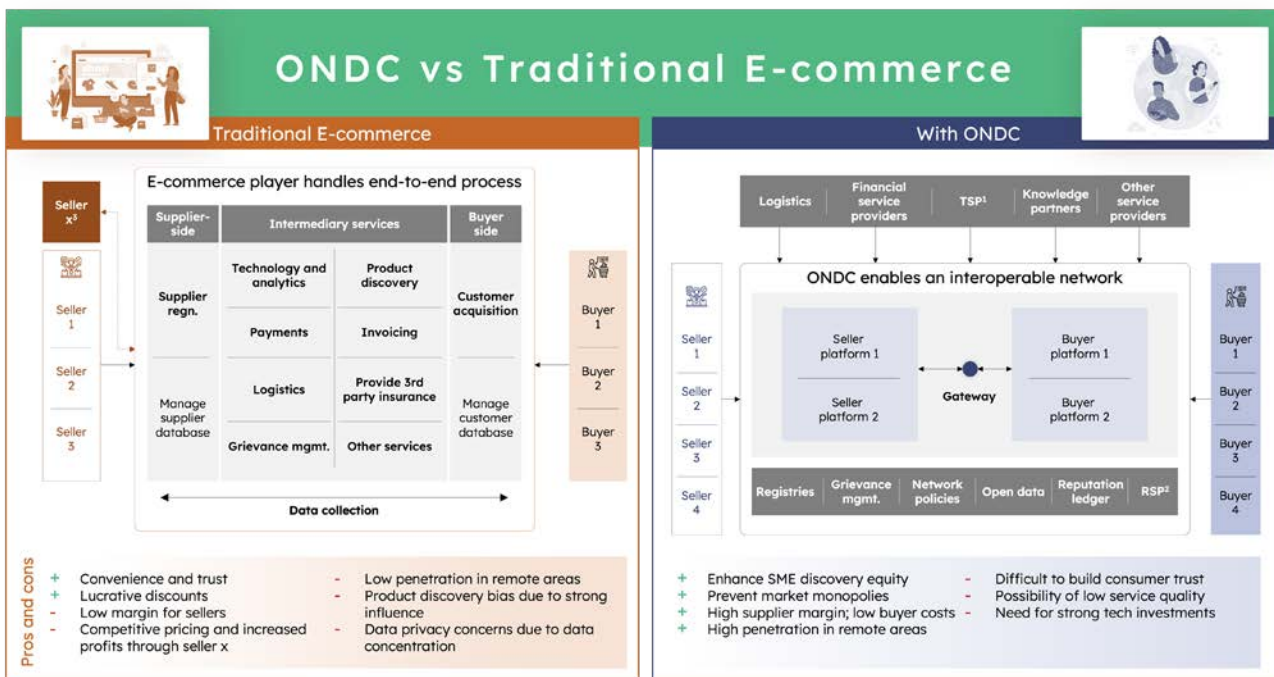 ONDC vs Traditional E-commerce
Traditional E-commerce
E-commerce player handles end-to-end process
Seller
x³
Seller
1
Seller
2
Seller
3
Supplier-
side
Intermediary services
Buyer
side
Supplier
regn.
Technology and
analytics
Product
discovery
Customer
acquisition
Payments
Invoicing
Manage
supplier
database
Logistics
Provide 3rd
party insurance
Manage
customer
database
Grievance mgmt.
Other services
Data collection
Buyer
1
Buyer
2
Buyer
3
Pros and cons
+ Convenience and trust
+ Lucrative discounts
- Low margin for sellers
- Competitive pricing and increased
profits through seller x
- Low penetration in remote areas
- Product discovery bias due to strong
influence
- Data privacy concerns due to data
concentration
With ONDC
Logistics
Financial
service
providers
TSP¹
Knowledge
partners
Other
service
providers
ONDC enables an interoperable network
Seller
1
Seller
2
Seller
3
Seller
4
Seller
platform 1
Seller
platform 2
Gateway
Buyer
platform 1
Buyer
platform 2
Registries
Grievance
mgmt.
Network
policies
Open data
Reputation
ledger
RSP²
Buyer
1
Buyer
2
Buyer
3
Buyer
4
+ Enhance SME discovery equity
+ Prevent market monopolies
+ High supplier margin; low buyer costs
+ High penetration in remote areas
- Difficult to build consumer trust
- Possibility of low service quality
- Need for strong tech investments